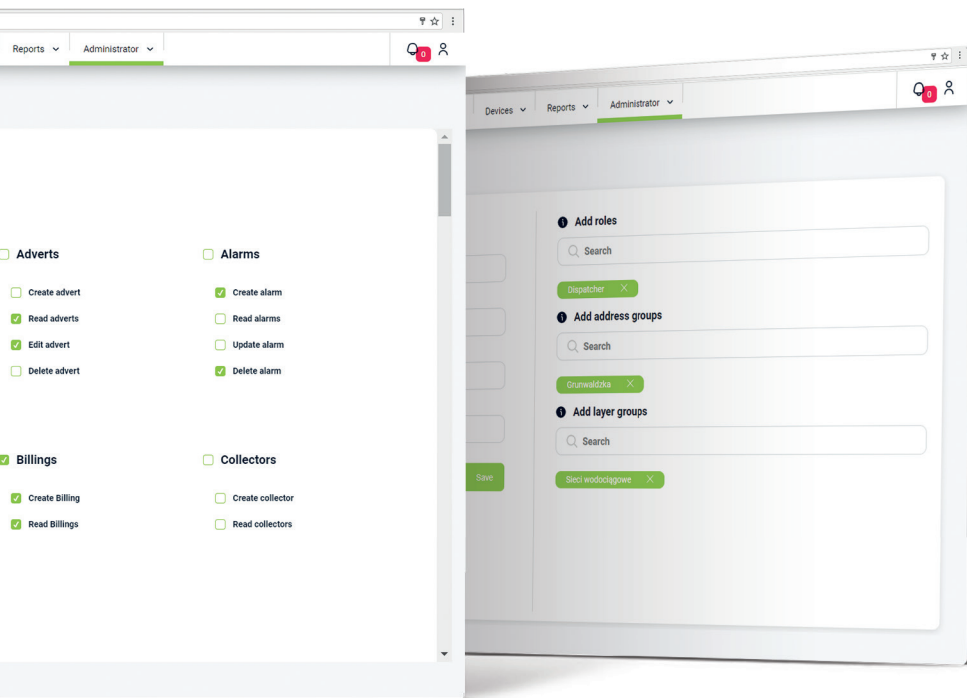 Reports
Administrator
0
Adverts
Create advert
Read adverts
Edit advert
Delete advert
Alarms
Create alarm
Read alarms
Update alarm
Delete alarm
Billings
Create Billing
Read Billings
Collectors
Create collector
Read collectors
Devices
Reports
Administrator
0
Add roles
Search
Dispatcher
Add address groups
Search
Grunwaldzka
Add layer groups
Search
Sieci wodociągowe
Save